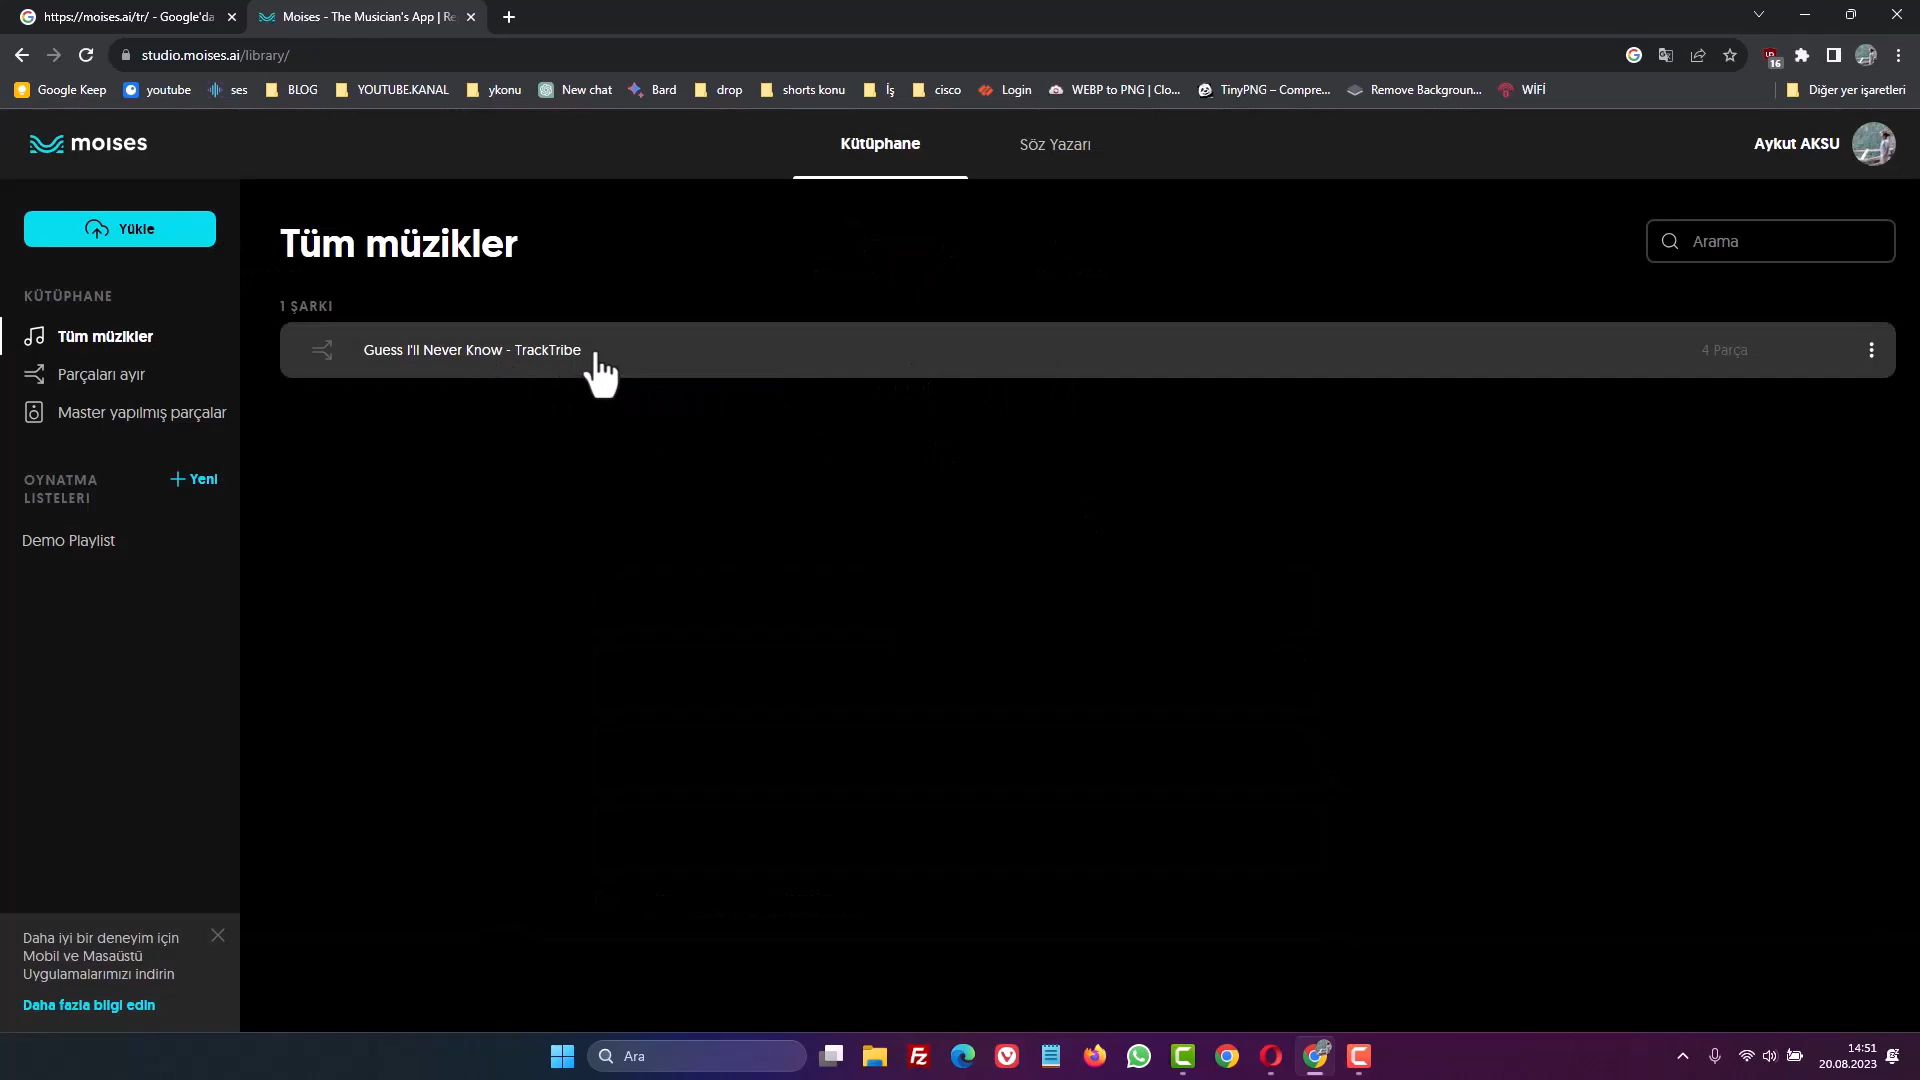 https://moises.ai/tr/ - Google'da
Moises - The Musician's App | Re
studio.moises.ai/library/
16
Google Keep
youtube
ses
BLOG
YOUTUBE.KANAL
ykonu
New chat
Bard
drop
shorts konu
İş
cisco
Login
WEBP to PNG | Clo...
TinyPNG – Compre...
Remove Backgroun...
WİFİ
Diğer yer işaretleri
moises
Kütüphane
Söz Yazarı
Aykut AKSU
Yükle
Tüm müzikler
Arama
KÜTÜPHANE
1 ŞARKI
Tüm müzikler
Guess I'll Never Know - TrackTribe
4 Parça
Parçaları ayır
Master yapılmış parçalar
OYNATMA
LISTELERI
Yeni
Demo Playlist
Daha iyi bir deneyim için
Mobil ve Masaüstü
Uygulamalarımızı indirin
Daha fazla bilgi edin
Ara
14:51
20.08.2023